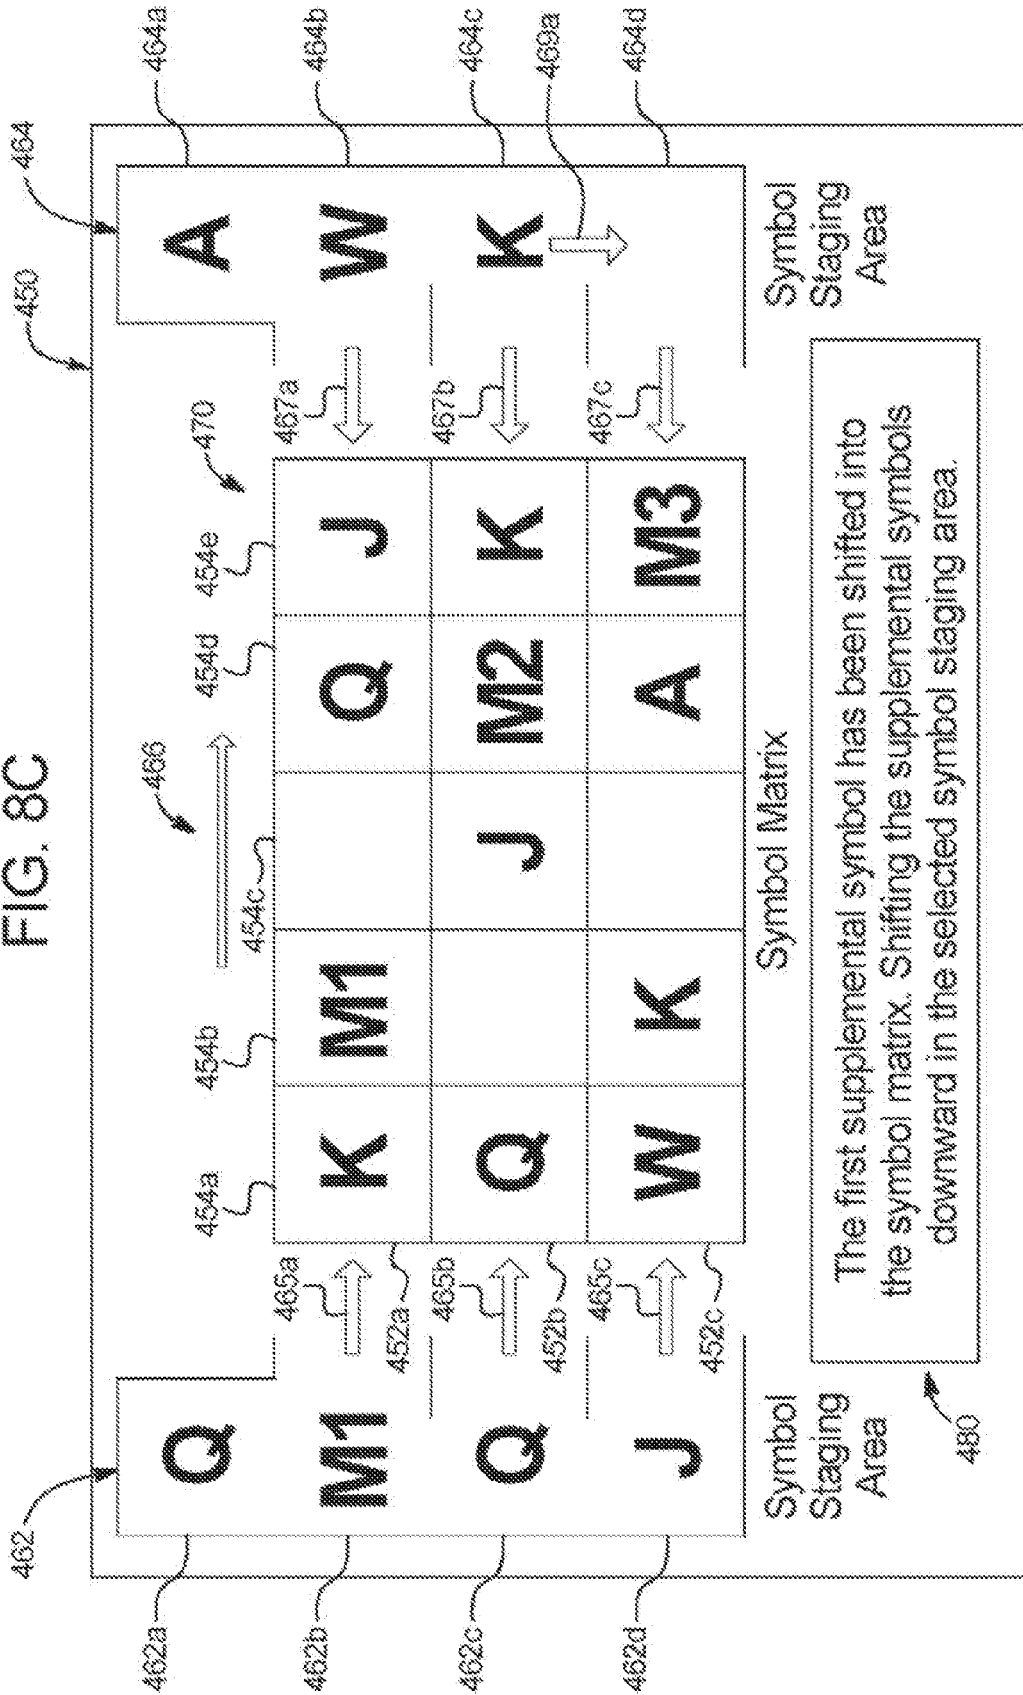 FIG. 8C
450
462
466
470
464
454a
454b
454c
454d
454e
462a
Q
A
464a
462b
M1
465a
K
M1
Q
J
467a
W
464b
452a
462c
Q
465b
Q
J
M2
K
467b
K
464c
452b
469a
462d
J
465c
W
K
A
M3
467c
464d
452c
Symbol
Staging
Area
Symbol Matrix
Symbol
Staging
Area
The first supplemental symbol has been shifted into
the symbol matrix. Shifting the supplemental symbols
downward in the selected symbol staging area.
480